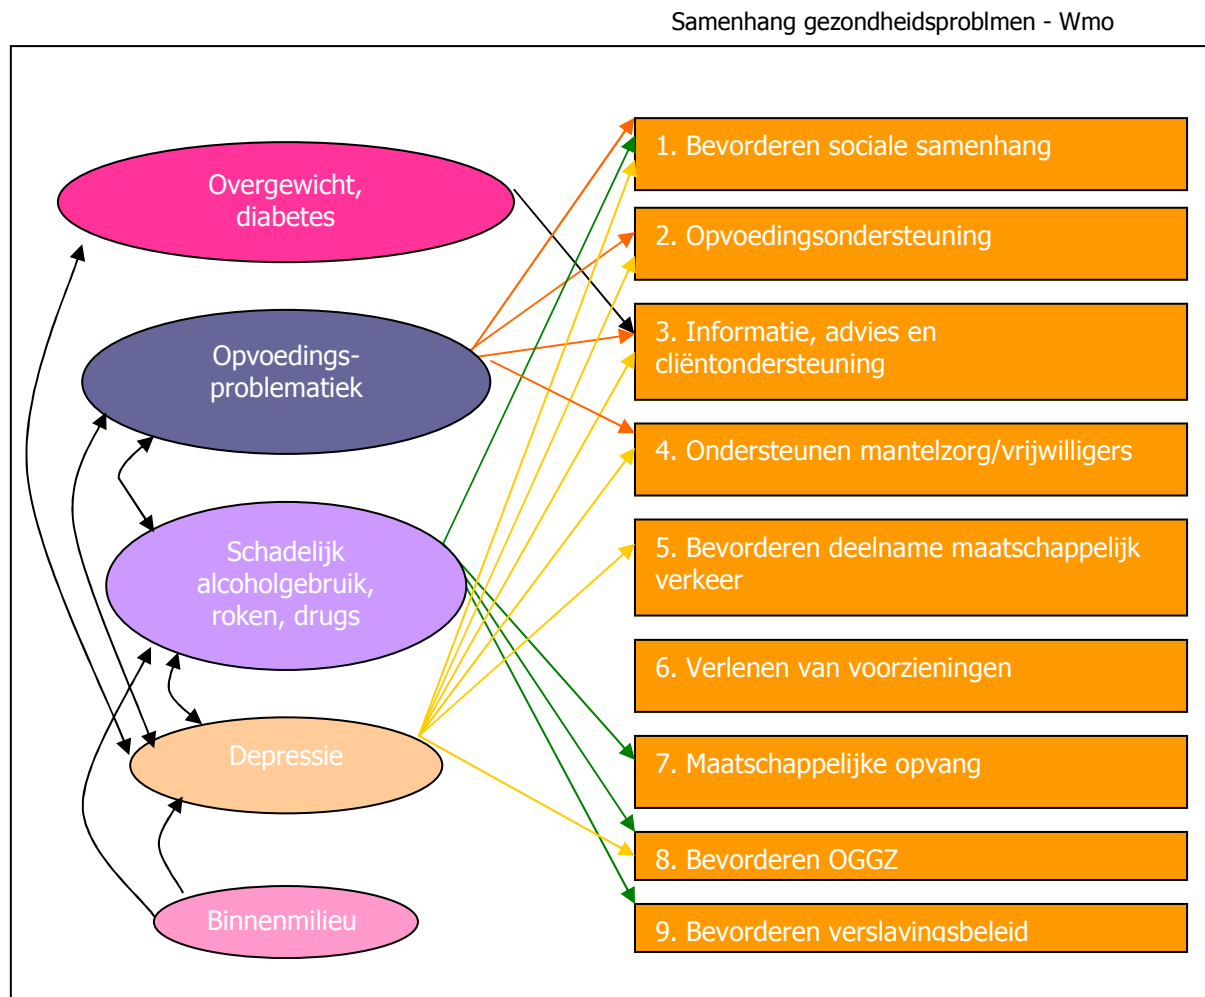 Samenhang gezondheidsproblmen - Wmo
Overgewicht,
diabetes
Opvoedings-
problematiek
Schadelijk
alcoholgebruik,
roken, drugs
Depressie
Binnenmilieu
1. Bevorderen sociale samenhang
2. Opvoedingsondersteuning
3. Informatie, advies en
cliëntondersteuning
4. Ondersteunen mantelzorg/vrijwilligers
5. Bevorderen deelname maatschappelijk
verkeer
6. Verlenen van voorzieningen
7. Maatschappelijke opvang
8. Bevorderen OGGZ
9. Bevorderen verslavingsbeleid